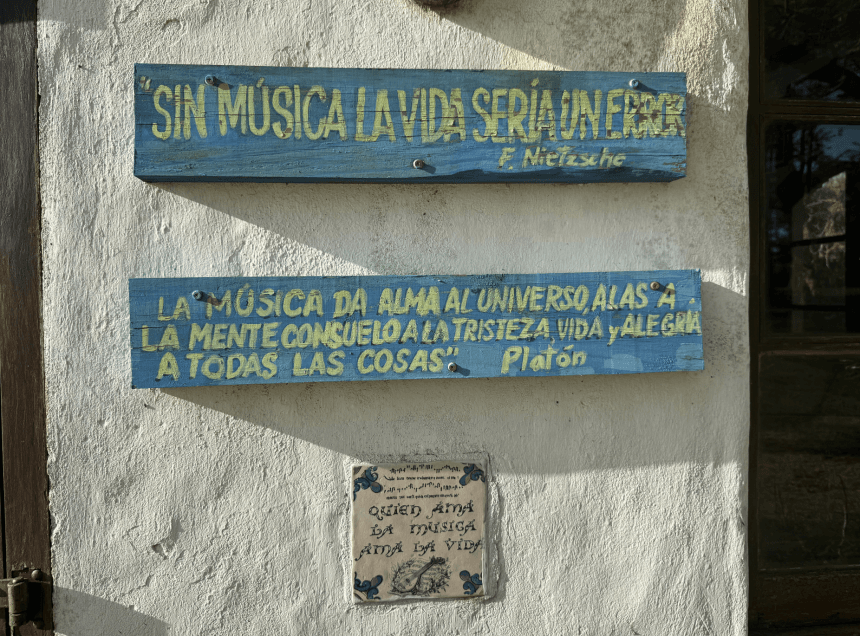 "SIN MÚSICA LA VIDA SERÍA UN ERROR
F. Nietzsche
LA MÚSICA DA ALMA AL UNIVERSO, ALAS A
LA MENTE CONSUELO A LA TRISTEZA, VIDA y ALEGRIA
A TODAS LAS COSAS" Platón
QUIEN AMA
LA MUSICA
AMA LA VIDA